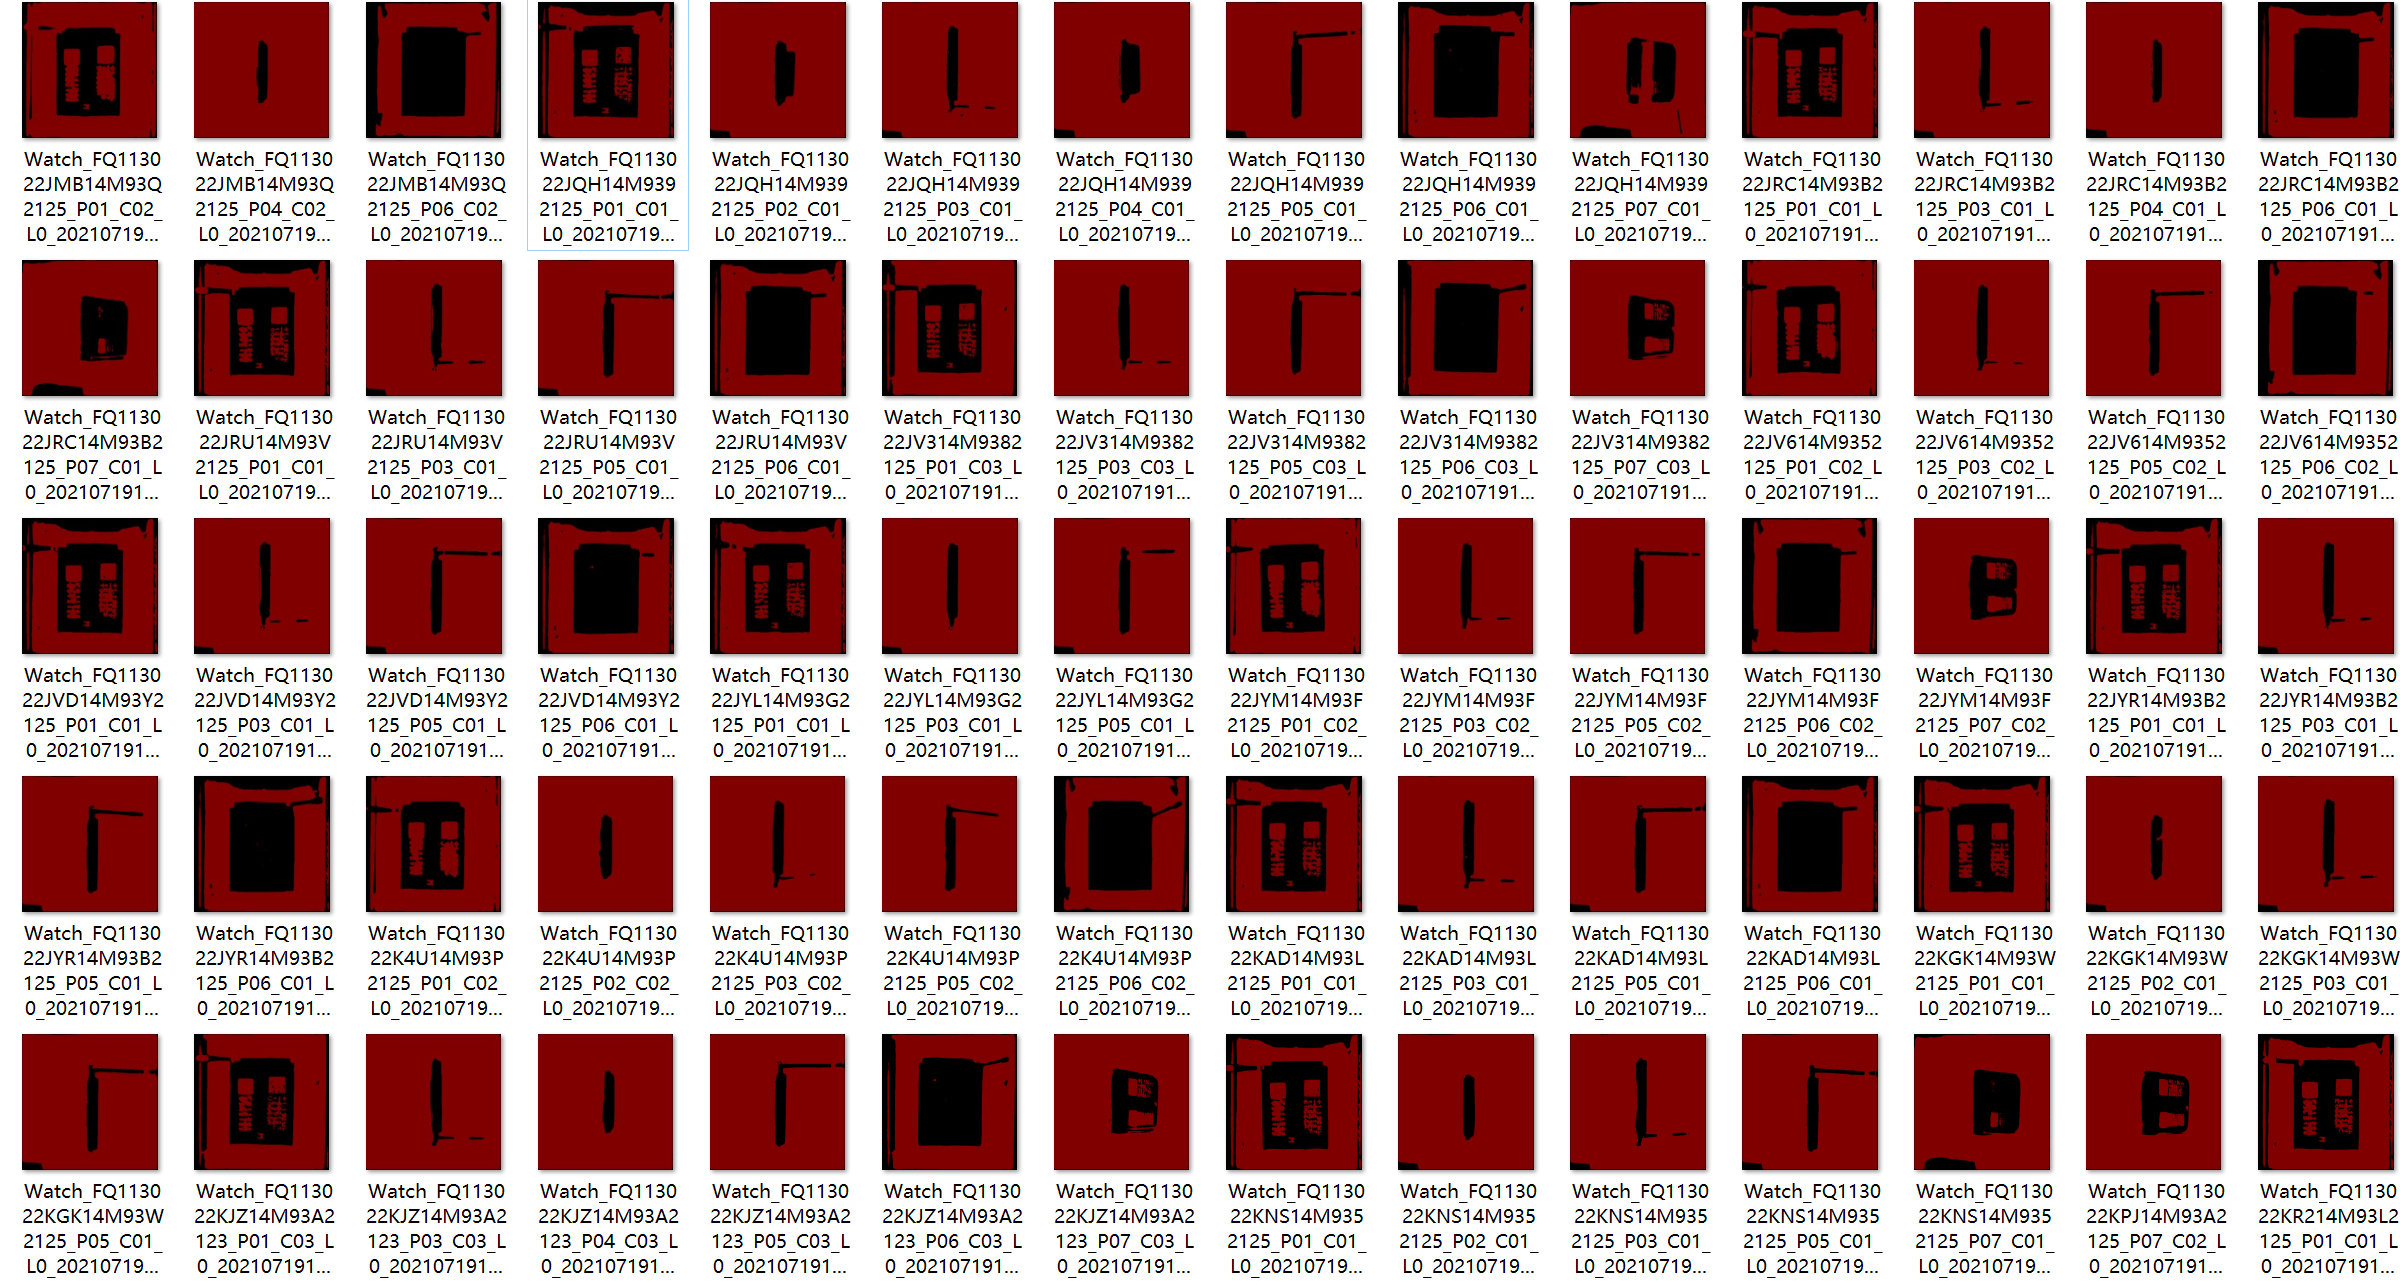 Watch_FQ1130
22JMB14M93Q
2125_P01_C02_
L0_20210719...
Watch_FQ1130
22JMB14M93Q
2125_P04_C02_
L0_20210719...
Watch_FQ1130
22JMB14M93Q
2125_P06_C02_
L0_20210719...
Watch_FQ1130
22JQH14M939
2125_P01_C01_
L0_20210719...
Watch_FQ1130
22JQH14M939
2125_P02_C01_
L0_20210719...
Watch_FQ1130
22JQH14M939
2125_P03_C01_
L0_20210719...
Watch_FQ1130
22JQH14M939
2125_P04_C01_
L0_20210719...
Watch_FQ1130
22JQH14M939
2125_P05_C01_
L0_20210719...
Watch_FQ1130
22JQH14M939
2125_P06_C01_
L0_20210719...
Watch_FQ1130
22JQH14M939
2125_P07_C01_
L0_20210719...
Watch_FQ1130
22JRC14M93B2
125_P01_C01_L
0_202107191...
Watch_FQ1130
22JRC14M93B2
125_P03_C01_L
0_202107191...
Watch_FQ1130
22JRC14M93B2
125_P04_C01_L
0_202107191...
Watch_FQ1130
22JRC14M93B2
125_P06_C01_L
0_202107191...
Watch_FQ1130
22JRC14M93B2
125_P07_C01_L
0_202107191...
Watch_FQ1130
22JRU14M93V
2125_P01_C01_
L0_20210719...
Watch_FQ1130
22JRU14M93V
2125_P03_C01_
L0_20210719...
Watch_FQ1130
22JRU14M93V
2125_P05_C01_
L0_20210719...
Watch_FQ1130
22JRU14M93V
2125_P06_C01_
L0_20210719...
Watch_FQ1130
22JV314M9382
125_P01_C03_L
0_202107191...
Watch_FQ1130
22JV314M9382
125_P03_C03_L
0_202107191...
Watch_FQ1130
22JV314M9382
125_P05_C03_L
0_202107191...
Watch_FQ1130
22JV314M9382
125_P06_C03_L
0_202107191...
Watch_FQ1130
22JV314M9382
125_P07_C03_L
0_202107191...
Watch_FQ1130
22JV614M9352
125_P01_C02_L
0_202107191...
Watch_FQ1130
22JV614M9352
125_P03_C02_L
0_202107191...
Watch_FQ1130
22JV614M9352
125_P05_C02_L
0_202107191...
Watch_FQ1130
22JV614M9352
125_P06_C02_L
0_202107191...
Watch_FQ1130
22JVD14M93Y2
125_P01_C01_L
0_202107191...
Watch_FQ1130
22JVD14M93Y2
125_P03_C01_L
0_202107191...
Watch_FQ1130
22JVD14M93Y2
125_P05_C01_L
0_202107191...
Watch_FQ1130
22JVD14M93Y2
125_P06_C01_L
0_202107191...
Watch_FQ1130
22JYL14M93G2
125_P01_C01_L
0_202107191...
Watch_FQ1130
22JYL14M93G2
125_P03_C01_L
0_202107191...
Watch_FQ1130
22JYL14M93G2
125_P05_C01_L
0_202107191...
Watch_FQ1130
22JYM14M93F
2125_P01_C02_
L0_20210719...
Watch_FQ1130
22JYM14M93F
2125_P03_C02_
L0_20210719...
Watch_FQ1130
22JYM14M93F
2125_P05_C02_
L0_20210719...
Watch_FQ1130
22JYM14M93F
2125_P06_C02_
L0_20210719...
Watch_FQ1130
22JYM14M93F
2125_P07_C02_
L0_20210719...
Watch_FQ1130
22JYR14M93B2
125_P01_C01_L
0_202107191...
Watch_FQ1130
22JYR14M93B2
125_P03_C01_L
0_202107191...
Watch_FQ1130
22JYR14M93B2
125_P05_C01_L
0_202107191...
Watch_FQ1130
22JYR14M93B2
125_P06_C01_L
0_202107191...
Watch_FQ1130
22K4U14M93P
2125_P01_C02_
L0_20210719...
Watch_FQ1130
22K4U14M93P
2125_P02_C02_
L0_20210719...
Watch_FQ1130
22K4U14M93P
2125_P03_C02_
L0_20210719...
Watch_FQ1130
22K4U14M93P
2125_P05_C02_
L0_20210719...
Watch_FQ1130
22K4U14M93P
2125_P06_C02_
L0_20210719...
Watch_FQ1130
22KAD14M93L
2125_P01_C01_
L0_20210719...
Watch_FQ1130
22KAD14M93L
2125_P03_C01_
L0_20210719...
Watch_FQ1130
22KAD14M93L
2125_P05_C01_
L0_20210719...
Watch_FQ1130
22KAD14M93L
2125_P06_C01_
L0_20210719...
Watch_FQ1130
22KGK14M93W
2125_P01_C01_
L0_20210719...
Watch_FQ1130
22KGK14M93W
2125_P02_C01_
L0_20210719...
Watch_FQ1130
22KGK14M93W
2125_P03_C01_
L0_20210719...
Watch_FQ1130
22KGK14M93W
2125_P05_C01_
L0_20210719...
Watch_FQ1130
22KJZ14M93A2
123_P01_C03_L
0_202107191...
Watch_FQ1130
22KJZ14M93A2
123_P03_C03_L
0_202107191...
Watch_FQ1130
22KJZ14M93A2
123_P04_C03_L
0_202107191...
Watch_FQ1130
22KJZ14M93A2
123_P05_C03_L
0_202107191...
Watch_FQ1130
22KJZ14M93A2
123_P06_C03_L
0_202107191...
Watch_FQ1130
22KJZ14M93A2
123_P07_C03_L
0_202107191...
Watch_FQ1130
22KNS14M935
2125_P01_C01_
L0_20210719...
Watch_FQ1130
22KNS14M935
2125_P02_C01_
L0_20210719...
Watch_FQ1130
22KNS14M935
2125_P03_C01_
L0_20210719...
Watch_FQ1130
22KNS14M935
2125_P05_C01_
L0_20210719...
Watch_FQ1130
22KNS14M935
2125_P07_C01_
L0_20210719...
Watch_FQ1130
22KPJ14M93A2
125_P07_C02_L
0_202107191...
Watch_FQ1130
22KR214M93L2
125_P01_C01_L
0_202107191...